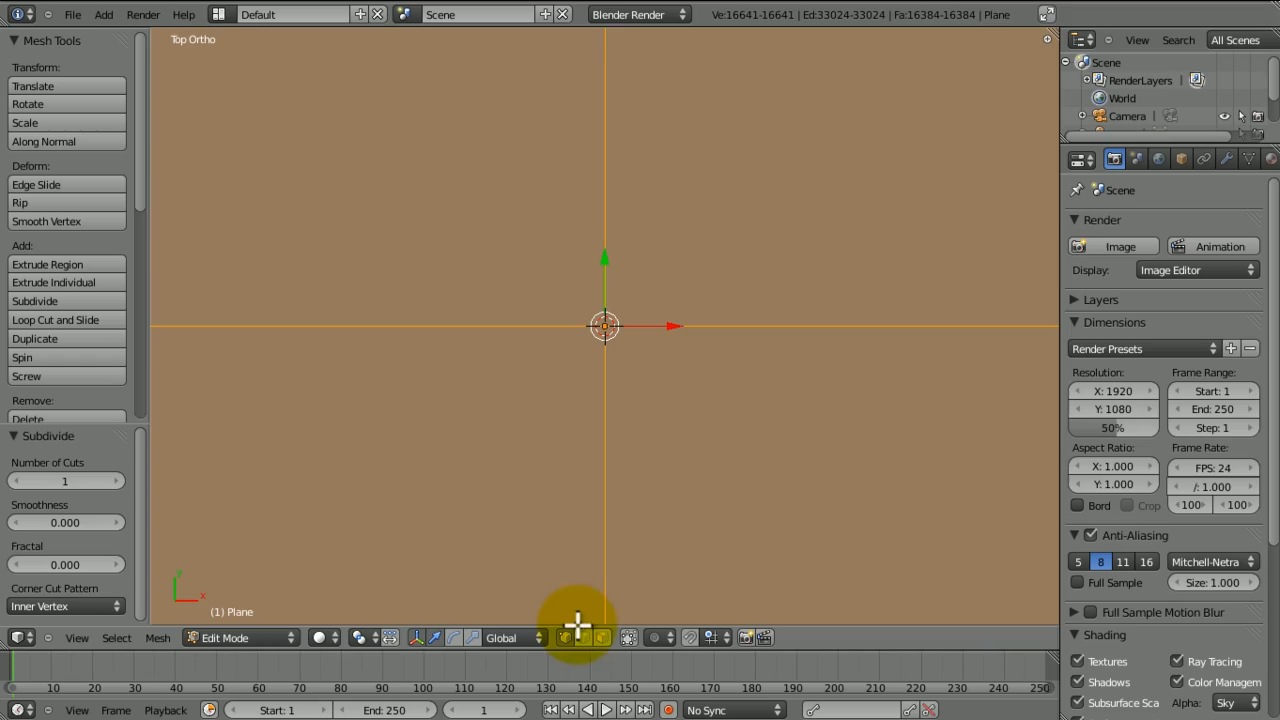 File Add Render Help Default Scene Blender Render Ve:16641-16641 | Ed:33024-33024 | Fa:16384-16384 | Plane
Mesh Tools
Transform:
Translate
Rotate
Scale
Along Normal
Deform:
Edge Slide
Rip
Smooth Vertex
Add:
Extrude Region
Extrude Individual
Subdivide
Loop Cut and Slide
Duplicate
Spin
Screw
Remove:
Delete
Subdivide
Number of Cuts
1
Smoothness
0.000
Fractal
0.000
Corner Cut Pattern
Inner Vertex
Top Ortho
y
x
(1) Plane
View Select Mesh Edit Mode Global
10 20 30 40 50 60 70 80 90 100 110 120 130 140 150 160 170 180 190 200 210 220 230 240 250
View Frame Playback Start: 1 End: 250 1 No Sync
View Search All Scenes
Scene
RenderLayers |
World
Camera |
Scene
Render
Image Animation
Display: Image Editor
Layers
Dimensions
Render Presets
Resolution: Frame Range:
X: 1920 Start: 1
Y: 1080 End: 250
50% Step: 1
Aspect Ratio: Frame Rate:
X: 1.000 FPS: 24
Y: 1.000 /: 1.000
Bord Crop 100 100
Anti-Aliasing
5 8 11 16 Mitchell-Netra
Full Sample Size: 1.000
Full Sample Motion Blur
Shading
Textures Ray Tracing
Shadows Color Managem
Subsurface Sca Alpha: Sky